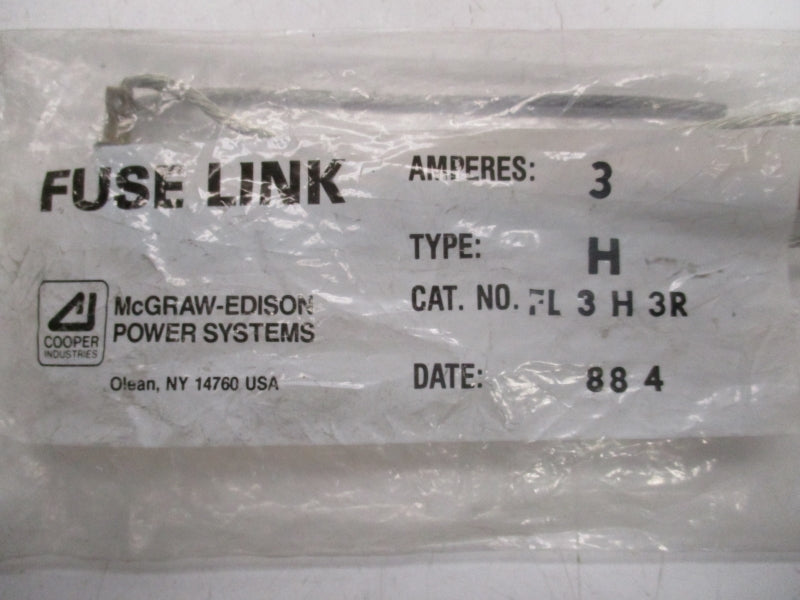 FUSE LINK
COOPER
INDUSTRIES
McGRAW-EDISON
POWER SYSTEMS
Olean, NY 14760 USA
AMPERES: 3
TYPE: H
CAT. NO. FL 3 H 3R
DATE: 88 4